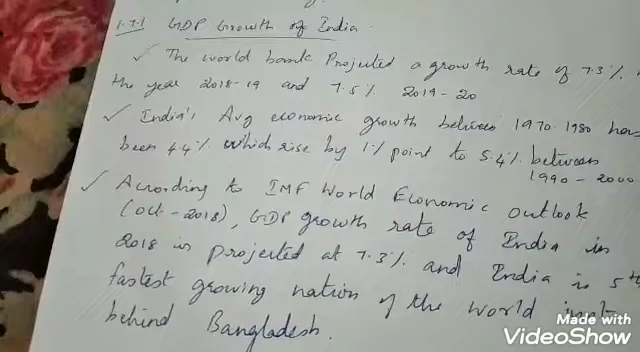 1.7.1 GDP Growth of India
✓ The world bank Projected a growth rate of 7.3%
the year 2018-19 and 7.5% 2019-20
✓ India's Avg economic growth between 1970-1980 has
been 4.4% which rise by 1% point to 5.4% between
1990-2000
✓ According to IMF World Economic Outlook
(Oct-2018), GDP growth rate of India in
2018 is projected at 7.3% and India is 5th
fastest growing nation of the world
behind Bangladesh.
Made with
VideoShow